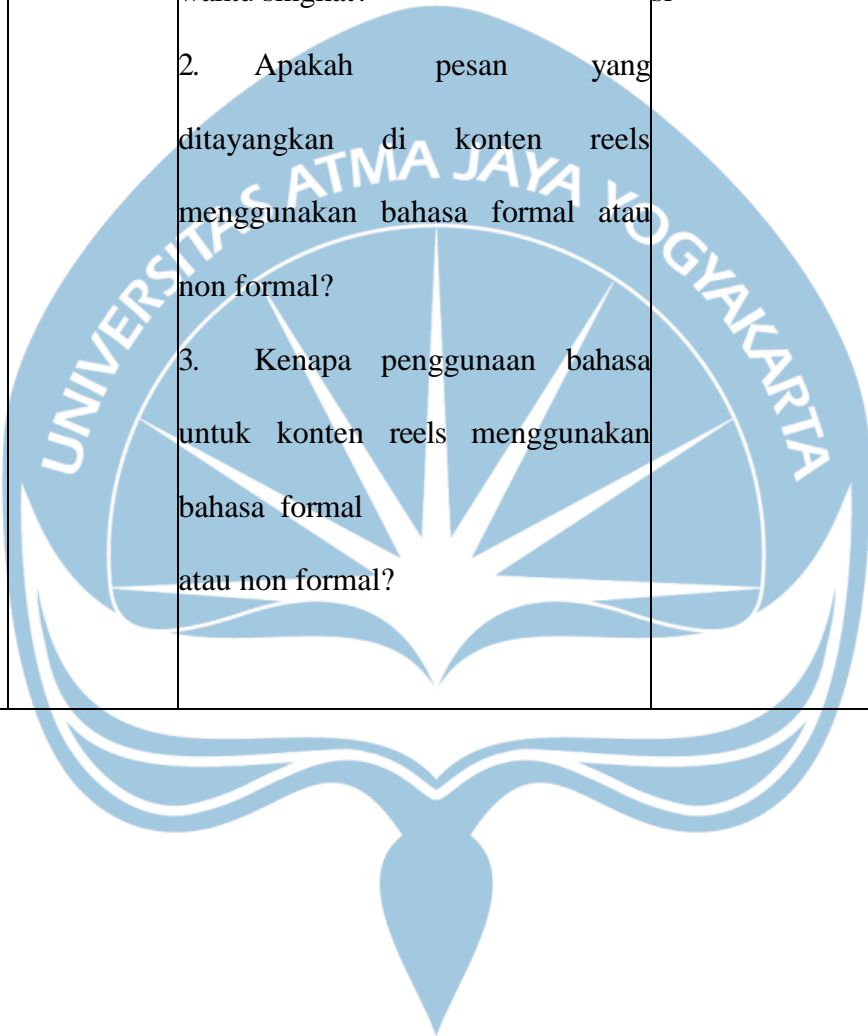 2. Apakah pesan yang
ditayangkan di konten reels
menggunakan bahasa formal atau
non formal?
3. Kenapa penggunaan bahasa
untuk konten reels menggunakan
bahasa formal
atau non formal?
UNIVERSITAS ATMA JAYA YOGYAKARTA